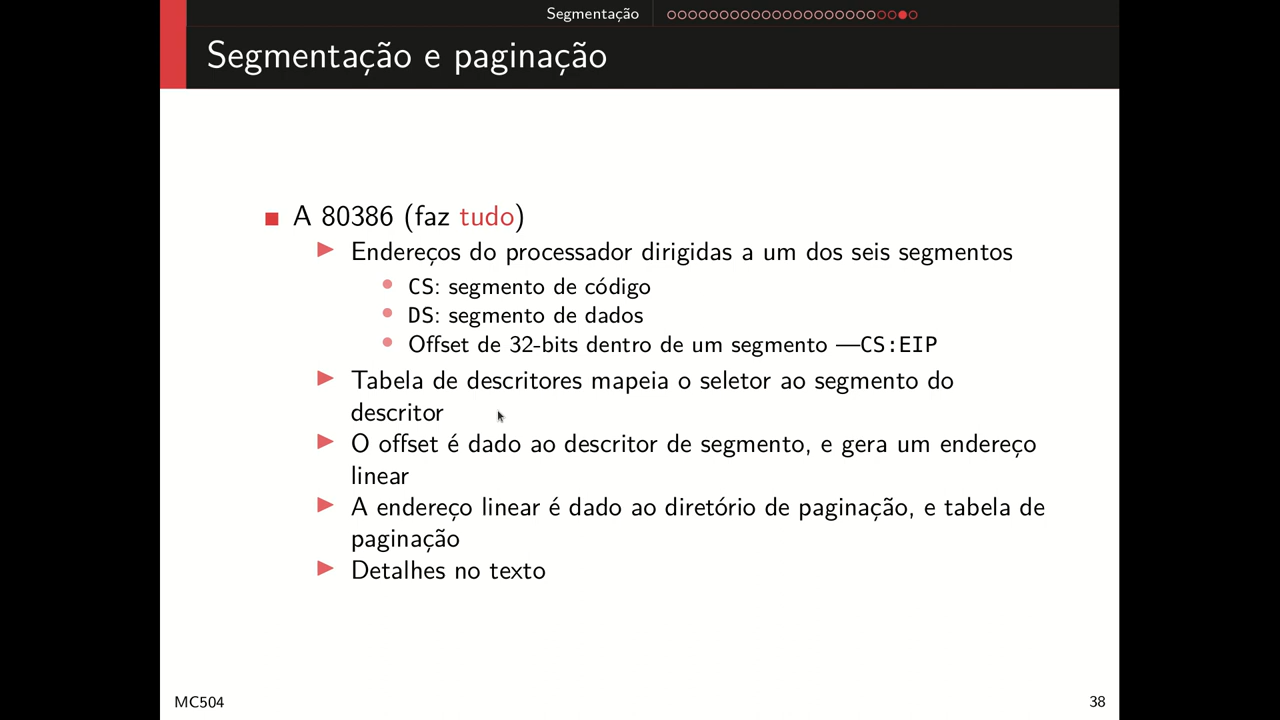 Segmentação
Segmentação e paginação
A 80386 (faz tudo)
Endereços do processador dirigidas a um dos seis segmentos
CS: segmento de código
DS: segmento de dados
Offset de 32-bits dentro de um segmento —CS:EIP
Tabela de descritores mapeia o seletor ao segmento do
descritor
O offset é dado ao descritor de segmento, e gera um endereço
linear
A endereço linear é dado ao diretório de paginação, e tabela de
paginação
Detalhes no texto
MC504
38